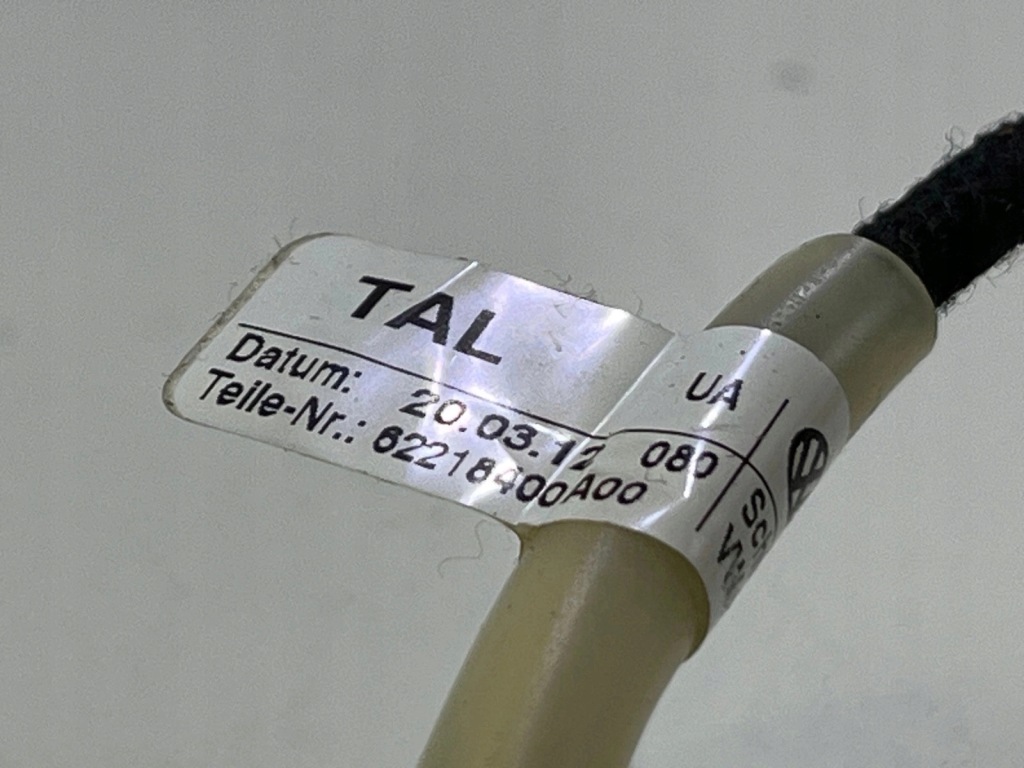 TAL
UA
Datum: 20.03.12 080
Teile-Nr.: 62218400A00